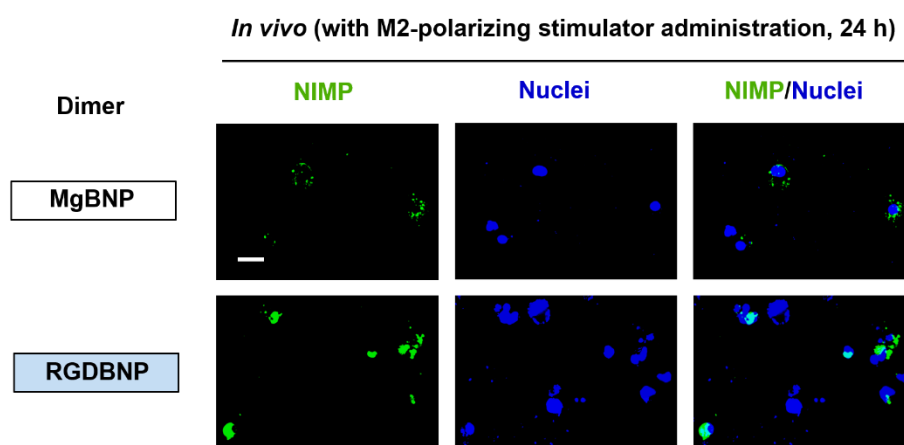 In vivo (with M2-polarizing stimulator administration, 24 h)
Dimer
NIMP
Nuclei
NIMP/Nuclei
MgBNP
RGDBNP